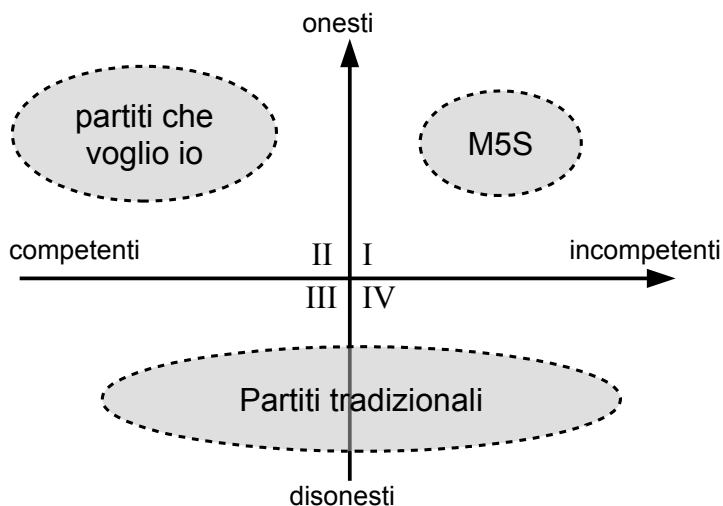 onesti
partiti che
voglio io
M5S
competenti
II
I
incompetenti
III
IV
Partiti tradizionali
disonesti